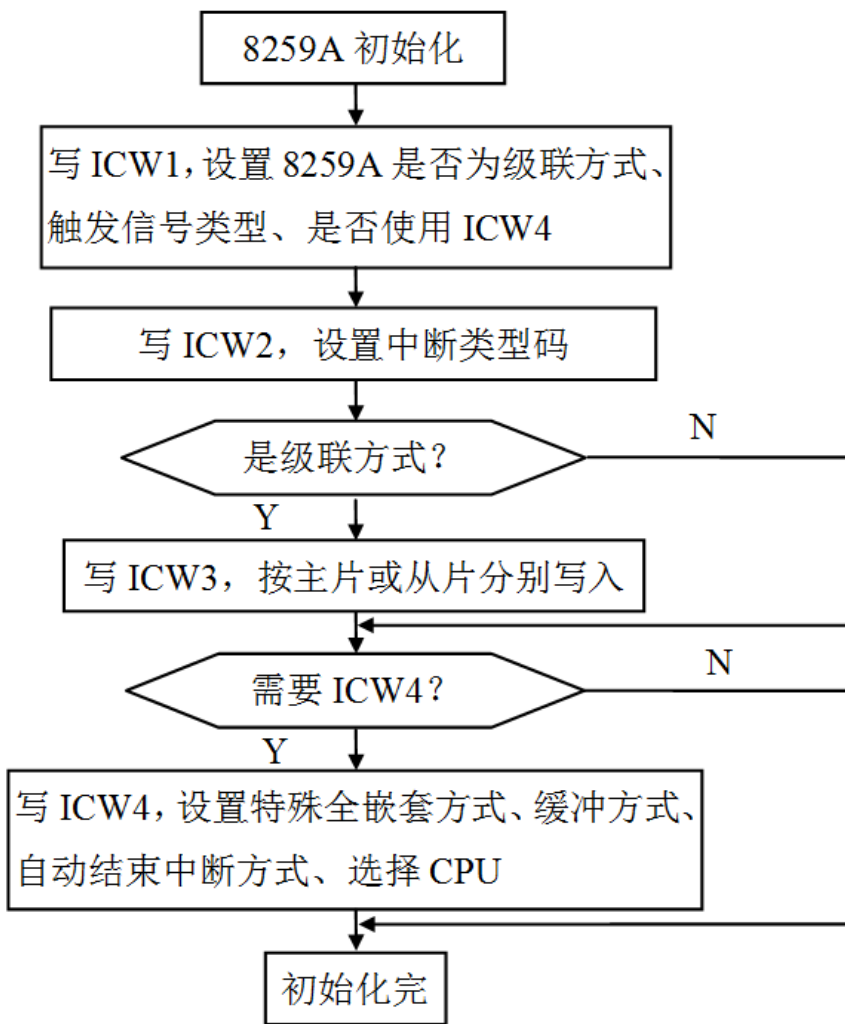 8259A 初始化
写 ICW1，设置 8259A 是否为级联方式、
触发信号类型、是否使用 ICW4
写 ICW2，设置中断类型码
是级联方式？
N
Y
写 ICW3，按主片或从片分别写入
需要 ICW4？
N
Y
写 ICW4，设置特殊全嵌套方式、缓冲方式、
自动结束中断方式、选择 CPU
初始化完